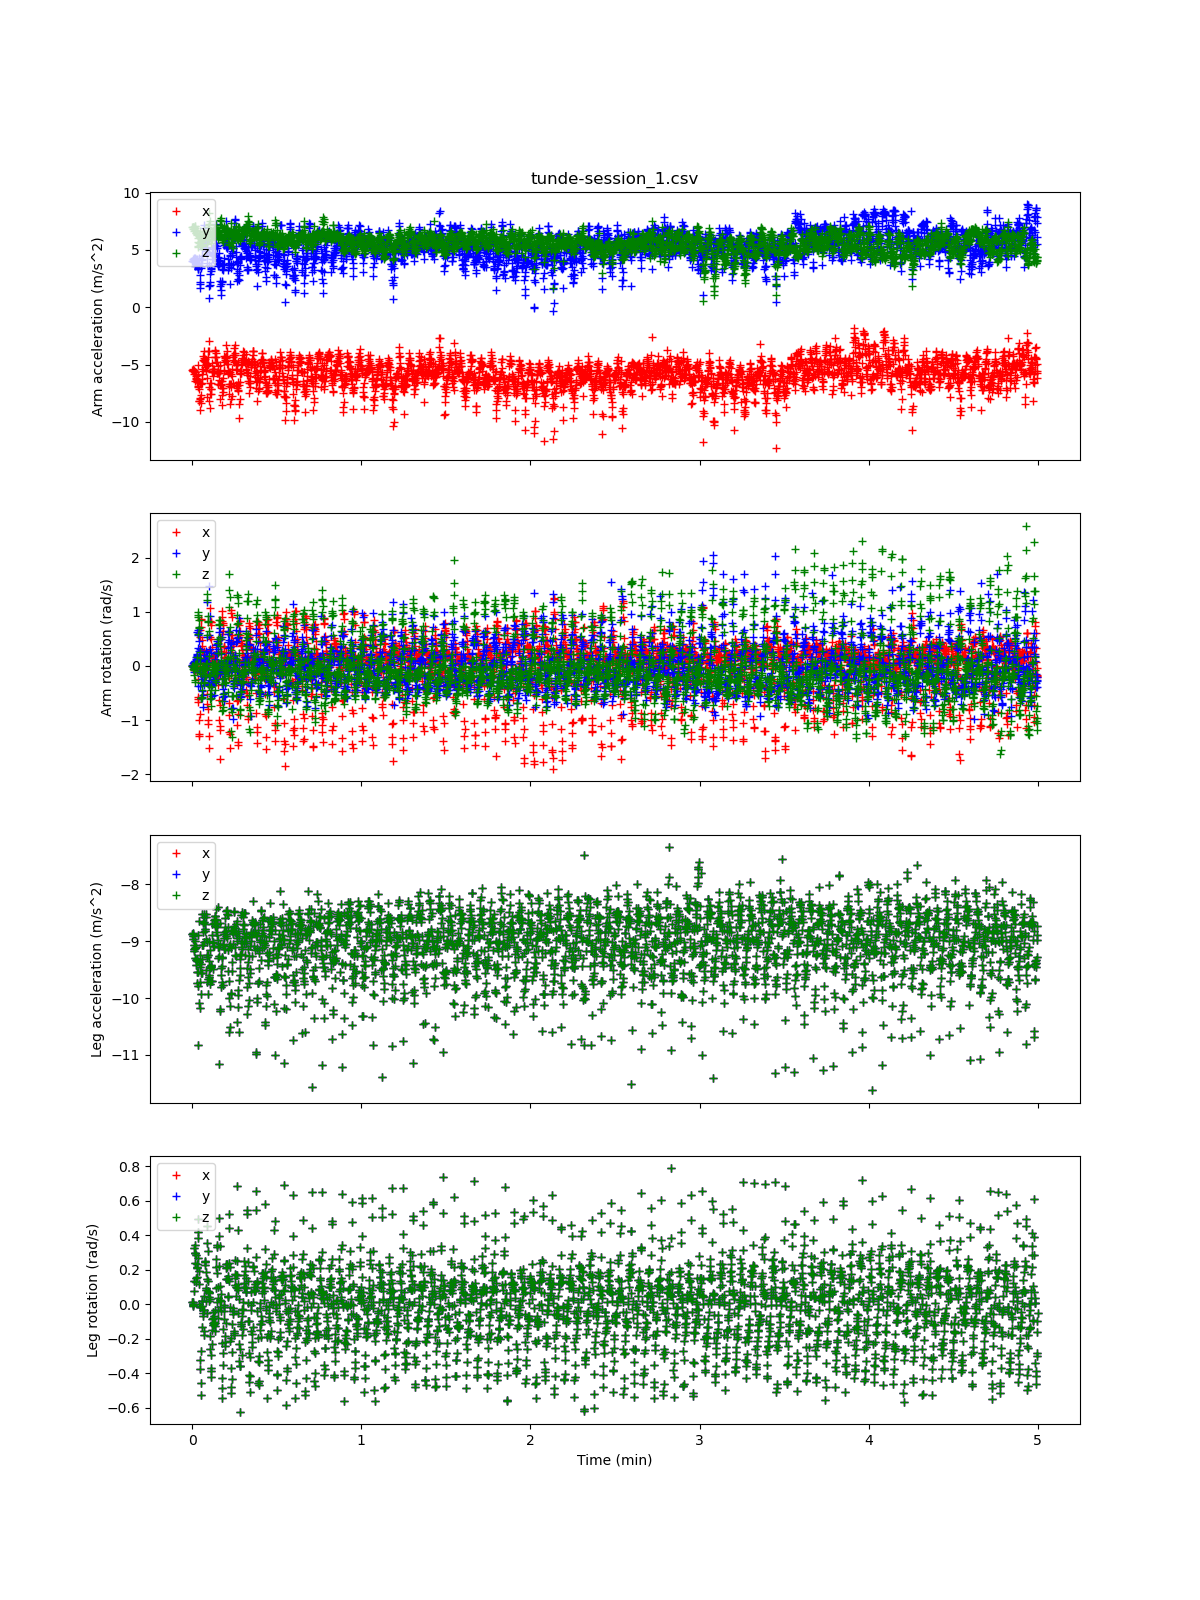 tunde-session_1.csv
Arm acceleration (m/s^2)
10
5
0
−5
−10
x
y
z
Arm rotation (rad/s)
2
1
0
−1
−2
x
y
z
Leg acceleration (m/s^2)
−8
−9
−10
−11
x
y
z
Leg rotation (rad/s)
0.8
0.6
0.4
0.2
0.0
−0.2
−0.4
−0.6
x
y
z
0 1 2 3 4 5
Time (min)